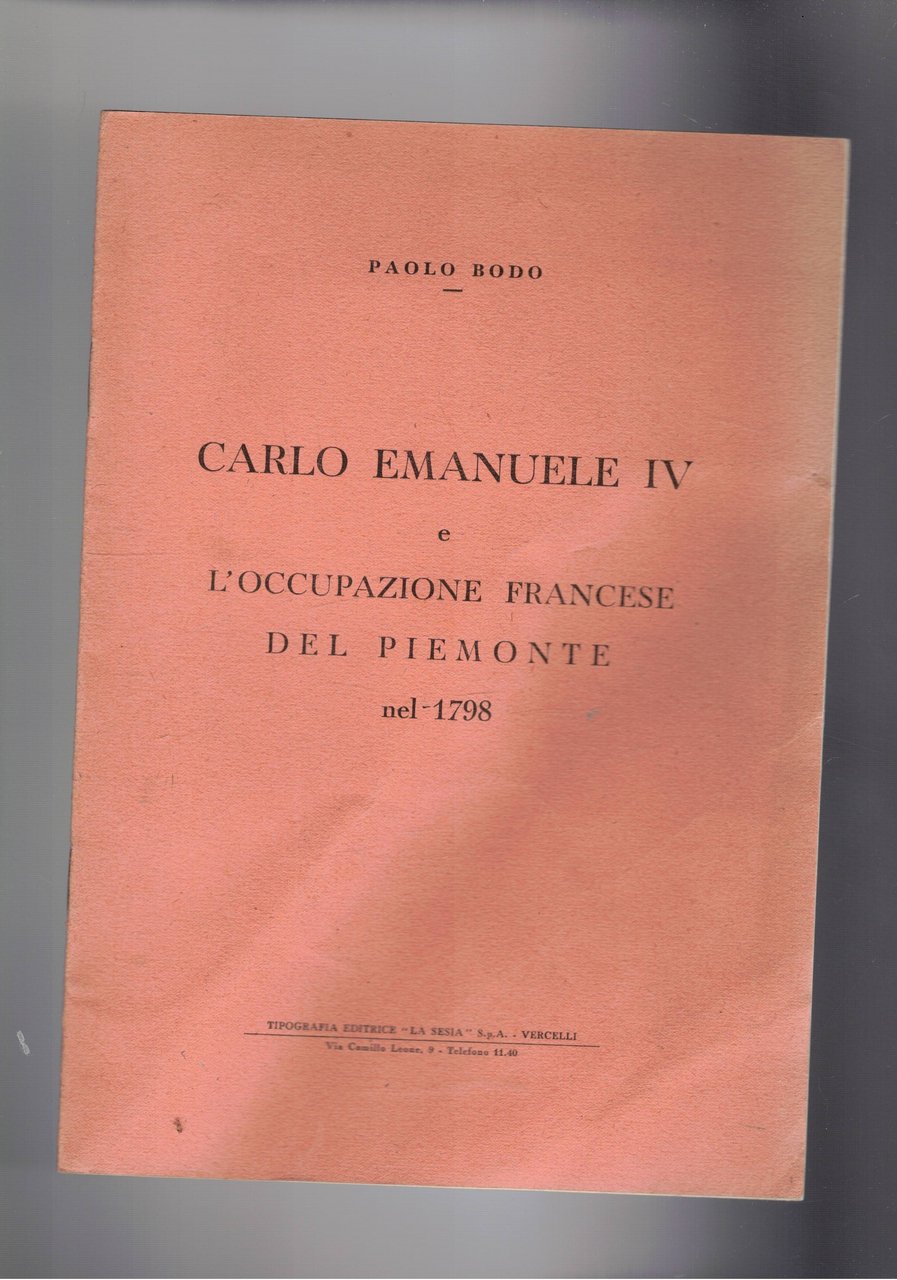 PAOLO BODO
CARLO EMANUELE IV
e
L'OCCUPAZIONE FRANCESE
DEL PIEMONTE
nel 1798
TIPOGRAFIA EDITRICE "LA SESIA" S.p.A. - VERCELLI
Via Camillo Leone, 9 - Telefono 11.40